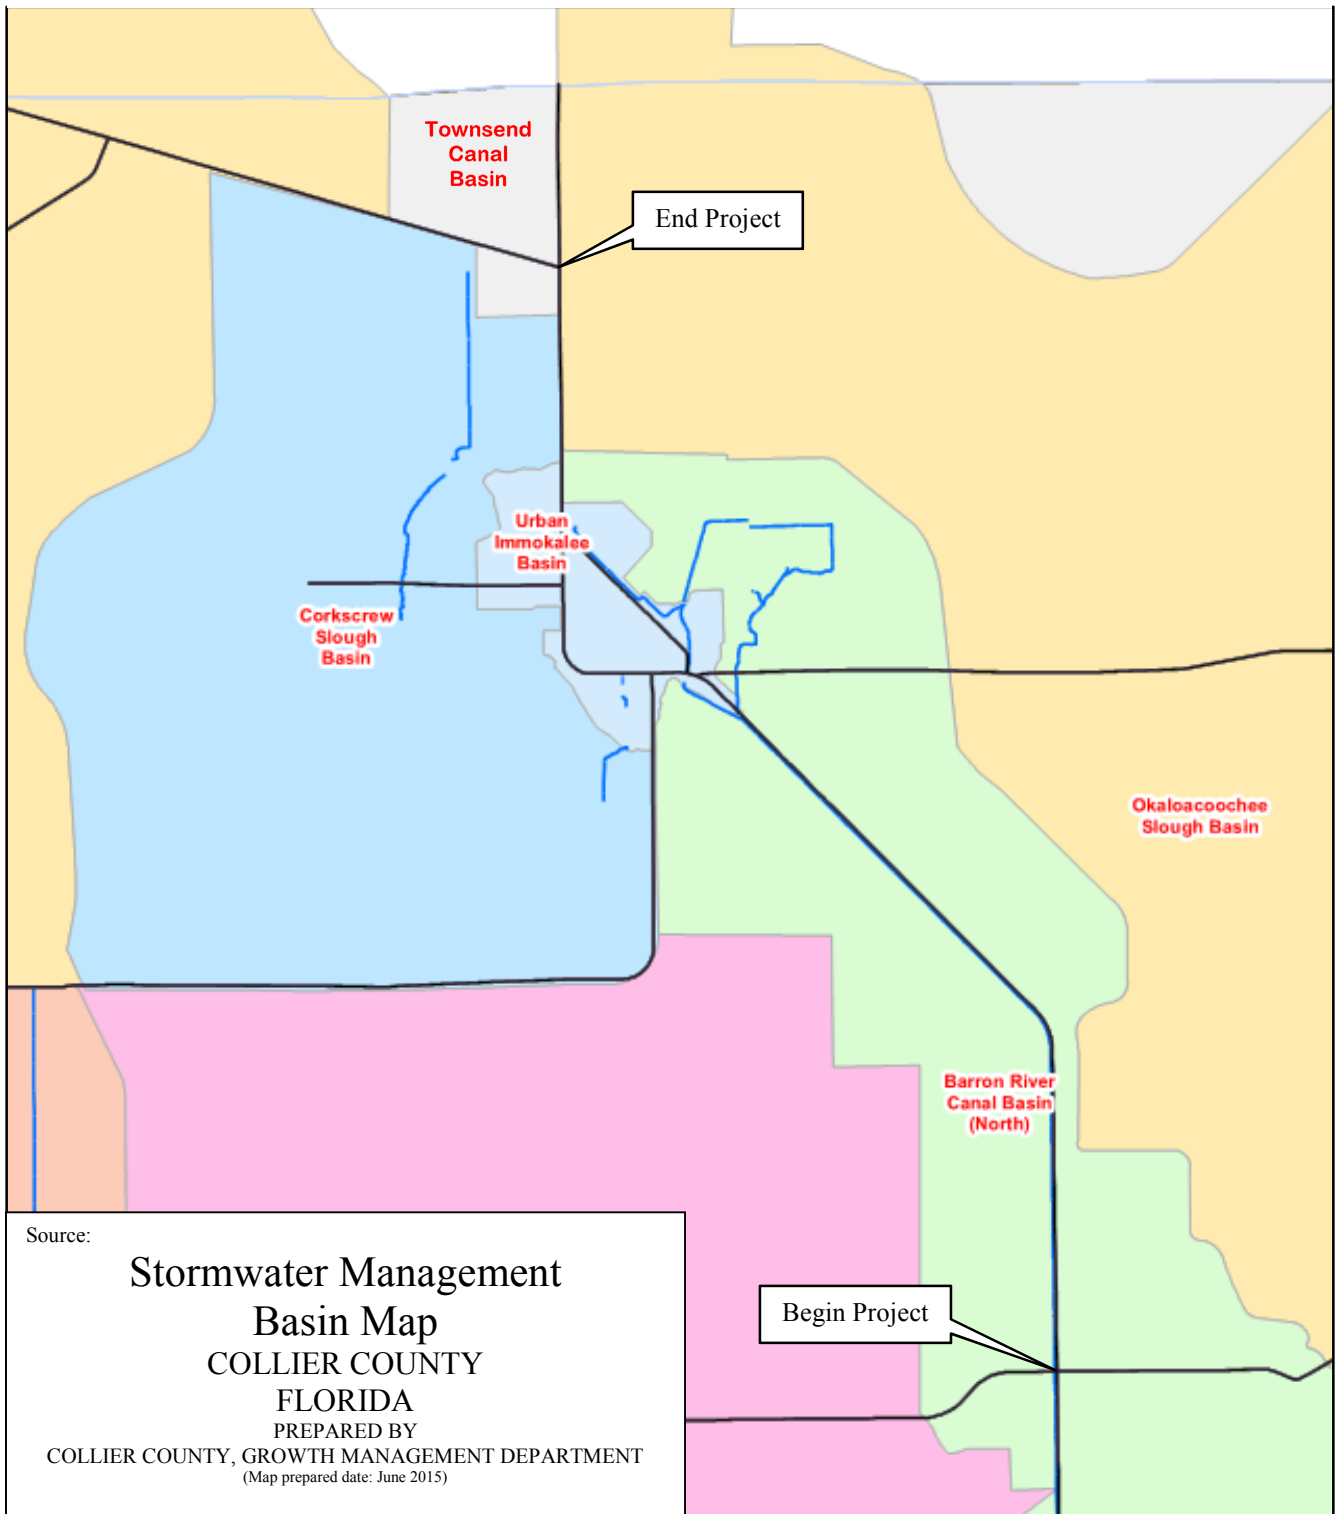 Townsend
Canal
Basin
End Project
Urban
Immokalee
Basin
Corkscrew
Slough
Basin
Okaloacoochee
Slough Basin
Barron River
Canal Basin
(North)
Begin Project
Source:
Stormwater Management
Basin Map
COLLIER COUNTY
FLORIDA
PREPARED BY
COLLIER COUNTY, GROWTH MANAGEMENT DEPARTMENT
(Map prepared date: June 2015)